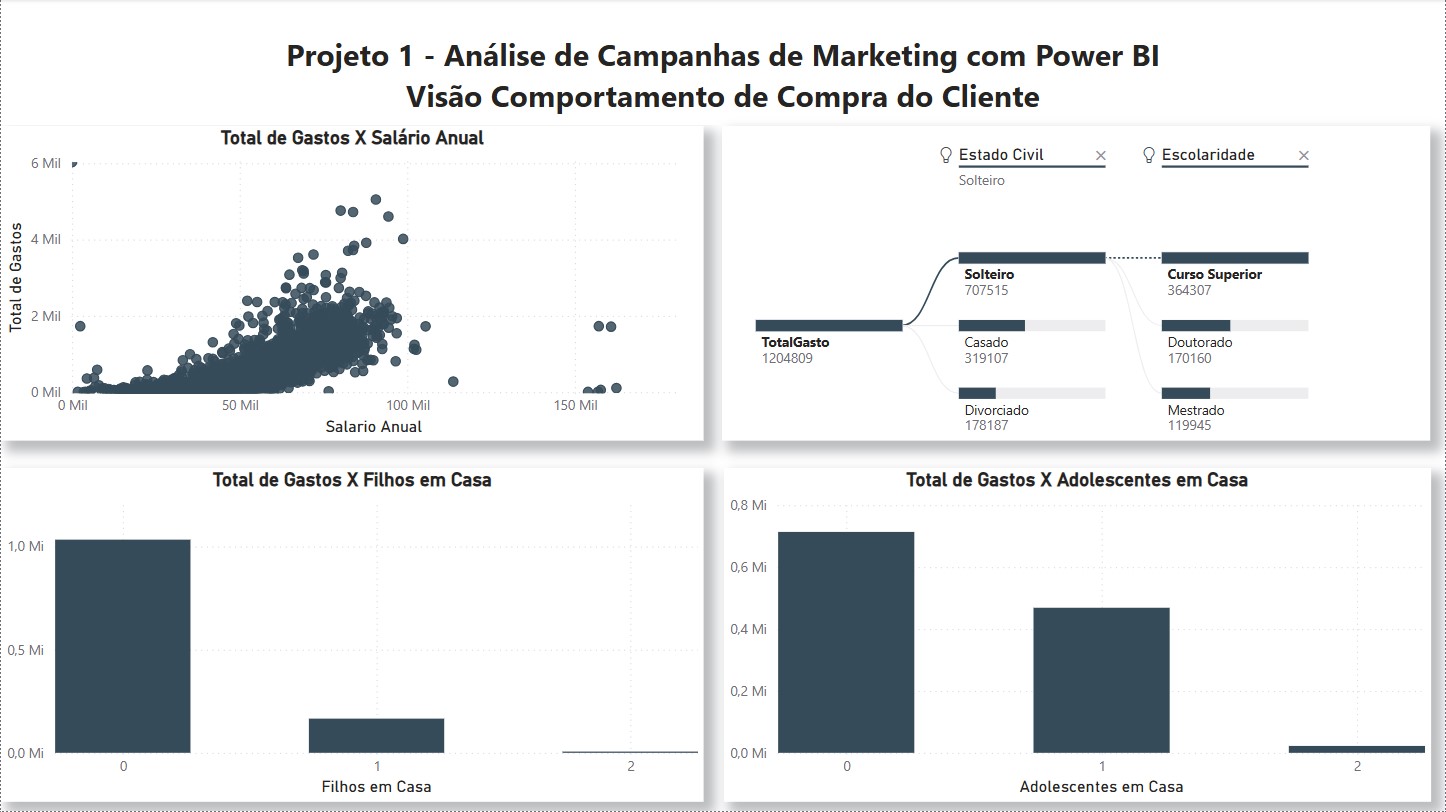 Projeto 1 - Análise de Campanhas de Marketing com Power BI
Visão Comportamento de Compra do Cliente
Total de Gastos X Salário Anual
Total de Gastos
6 Mil
4 Mil
2 Mil
0 Mil
0 Mil
50 Mil
100 Mil
150 Mil
Salario Anual
Estado Civil
Solteiro
Escolaridade
TotalGasto
1204809
Solteiro
707515
Casado
319107
Divorciado
178187
Curso Superior
364307
Doutorado
170160
Mestrado
119945
Total de Gastos X Filhos em Casa
1,0 Mi
0,5 Mi
0,0 Mi
0
1
2
Filhos em Casa
Total de Gastos X Adolescentes em Casa
0,8 Mi
0,6 Mi
0,4 Mi
0,2 Mi
0,0 Mi
0
1
2
Adolescentes em Casa